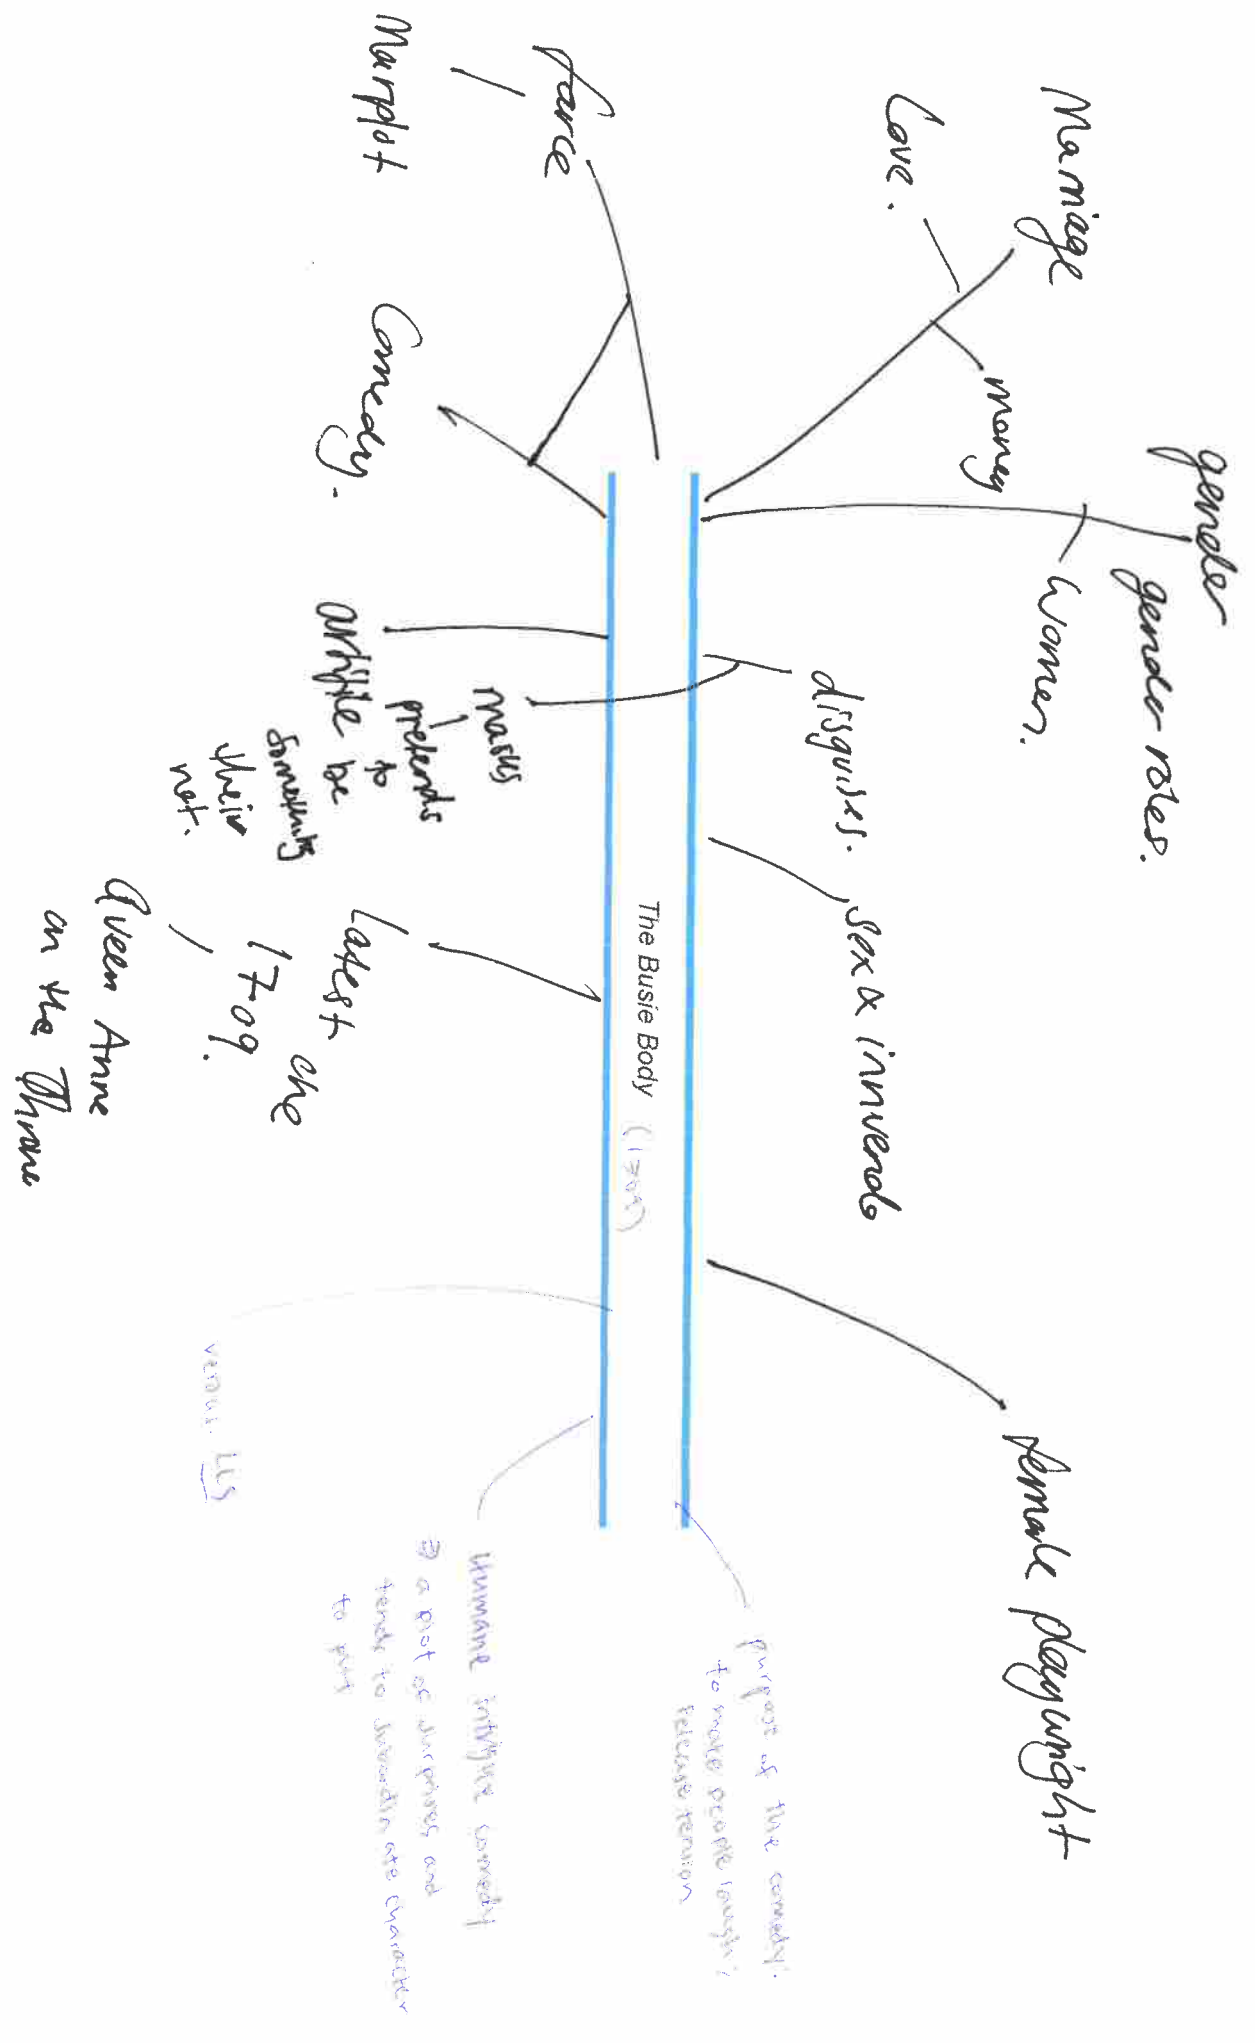 gender
gender roles.
Women.
Marriage
Love.
money
disguises.
sex & innuendo
female playwright
purpose of the comedy:
to make people laugh;
release tension
The Busie Body (1709)
farce
Marplot
Comedy.
artifile
masks
pretends
to
be
something
their
not.
Latest
one
1709.
Queen Anne
on the Throne
Humane intrigue comedy
a plot of surprises and
tends to subordinate character
to plot